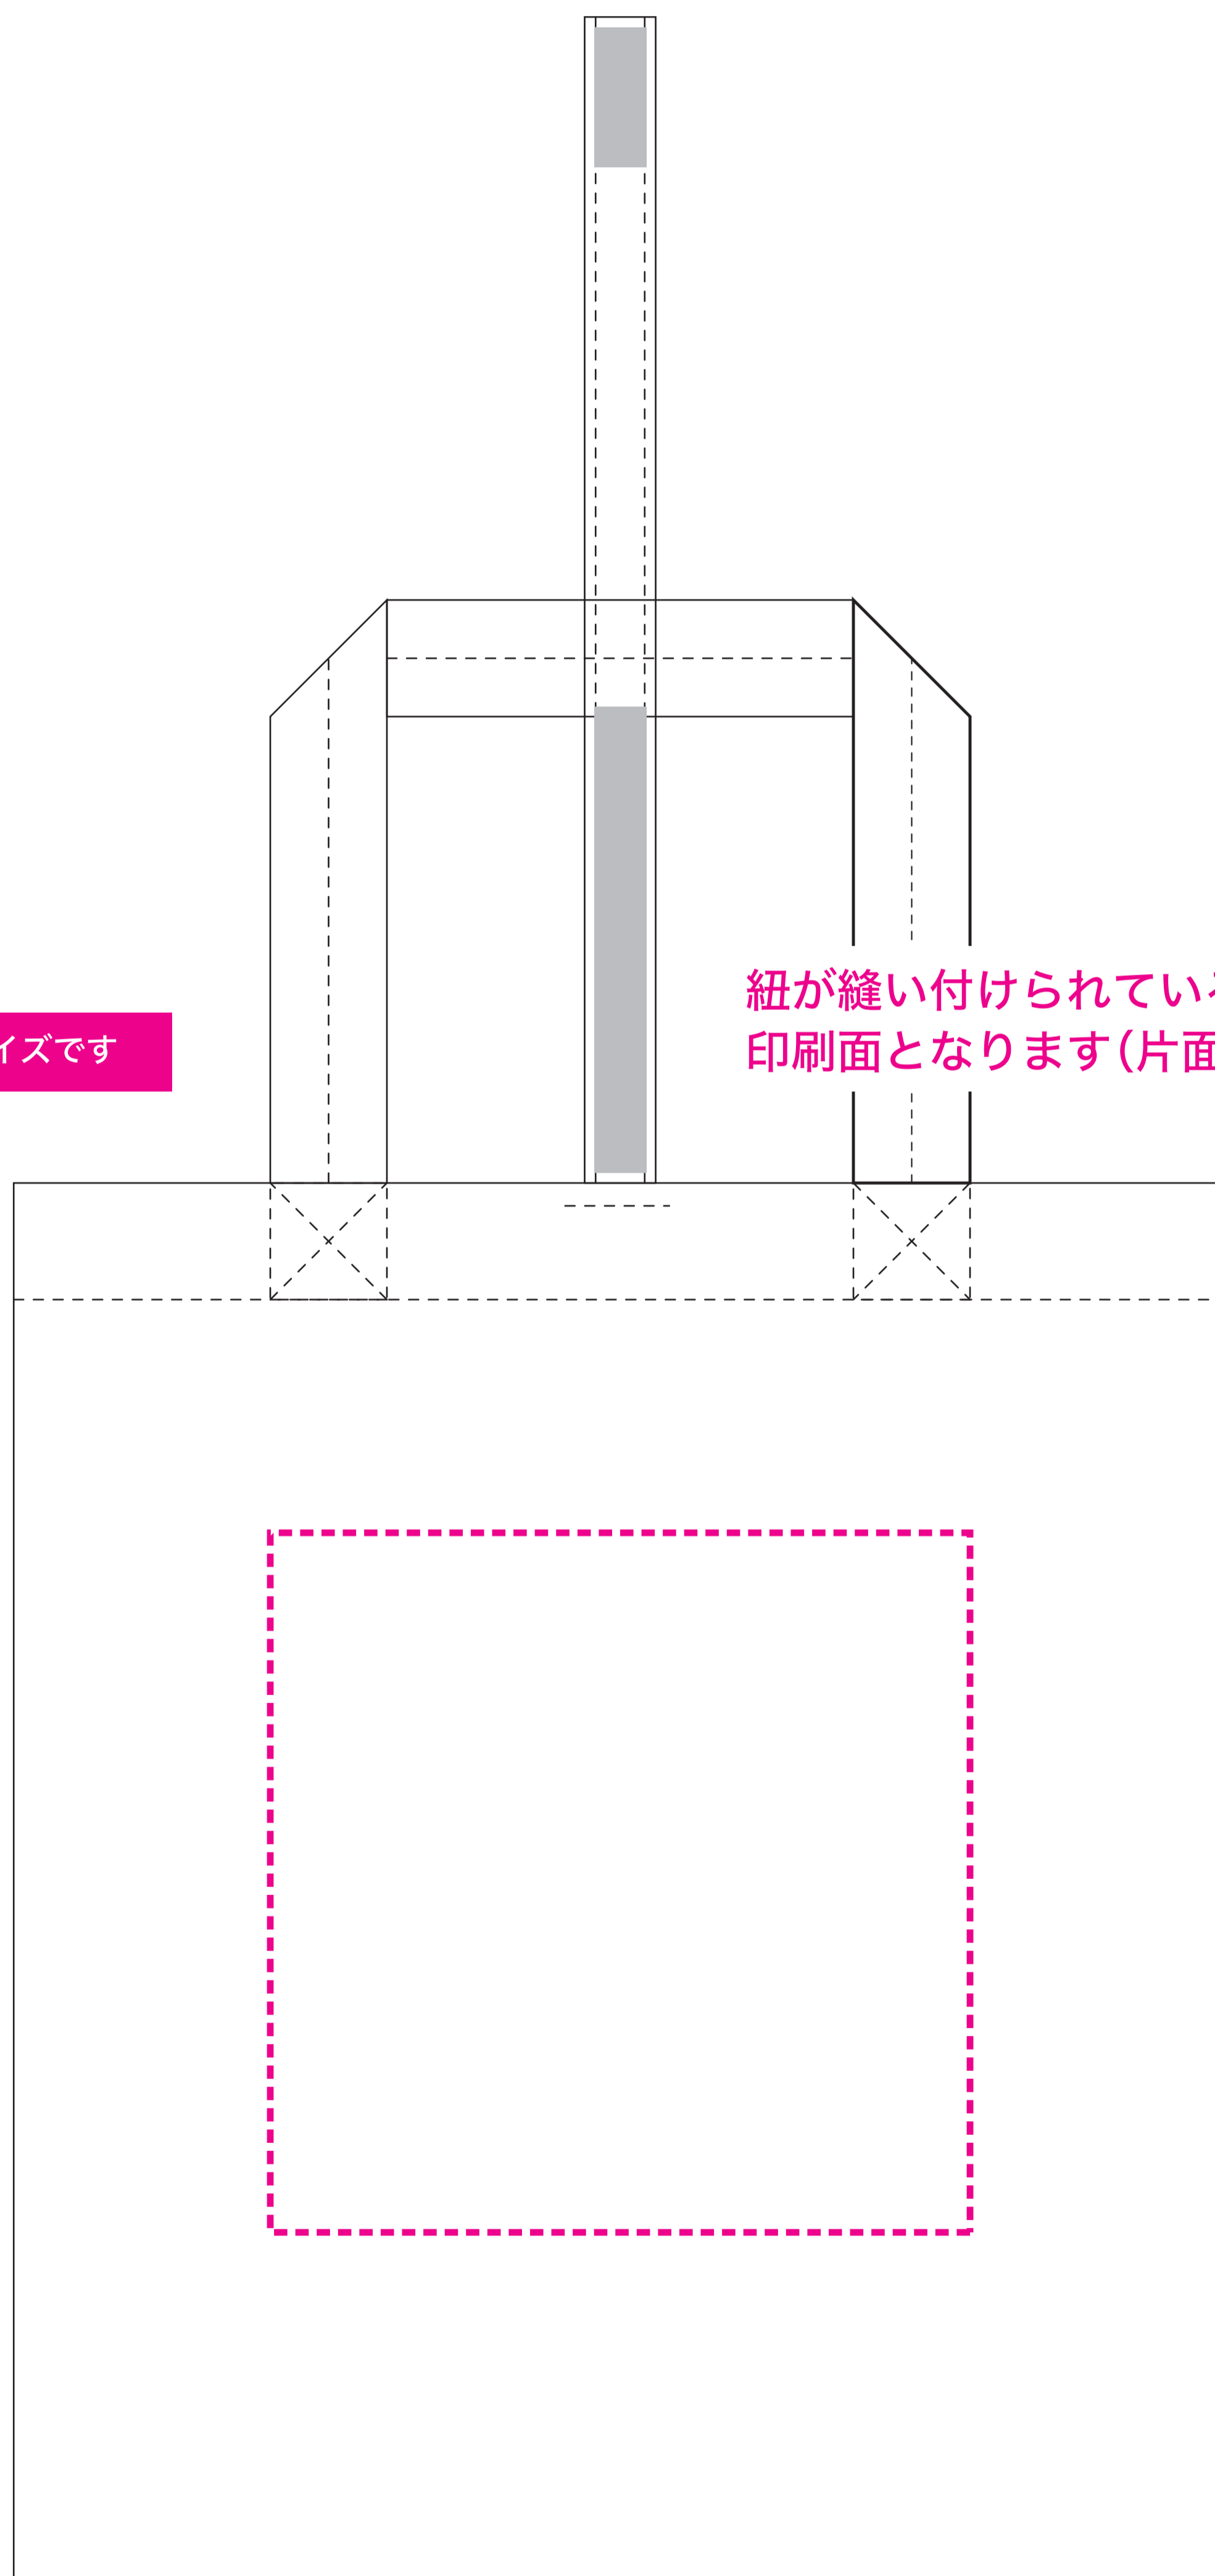 紐が縫い付けられている
印刷面となります(片面
イズです